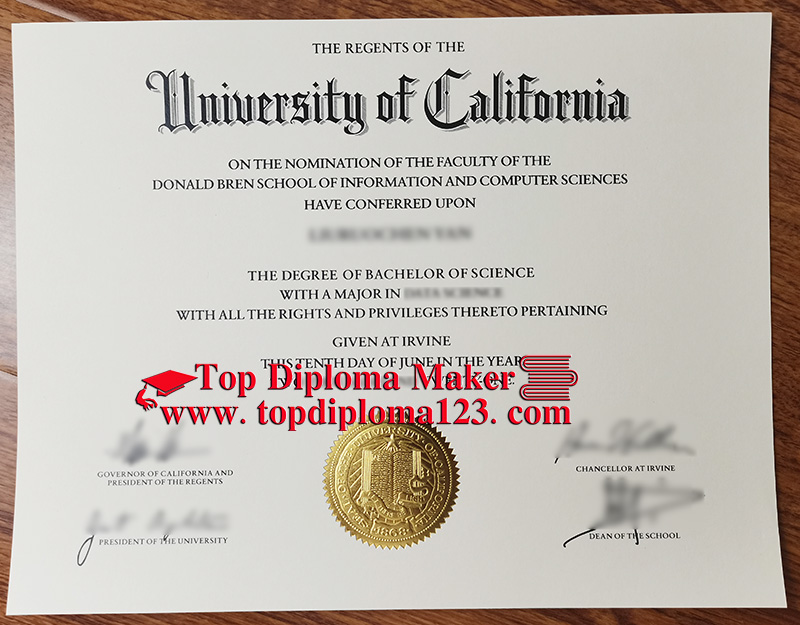 THE REGENTS OF THE
University of California
ON THE NOMINATION OF THE FACULTY OF THE
DONALD BREN SCHOOL OF INFORMATION AND COMPUTER SCIENCES
HAVE CONFERRED UPON
THE DEGREE OF BACHELOR OF SCIENCE
WITH A MAJOR IN
WITH ALL THE RIGHTS AND PRIVILEGES THERETO PERTAINING
GIVEN AT IRVINE
THIS TENTH DAY OF JUNE IN THE YEAR
Top Diploma Maker
www. topdiploma123. com
GOVERNOR OF CALIFORNIA AND
PRESIDENT OF THE REGENTS
CHANCELLOR AT IRVINE
PRESIDENT OF THE UNIVERSITY
DEAN OF THE SCHOOL
1868